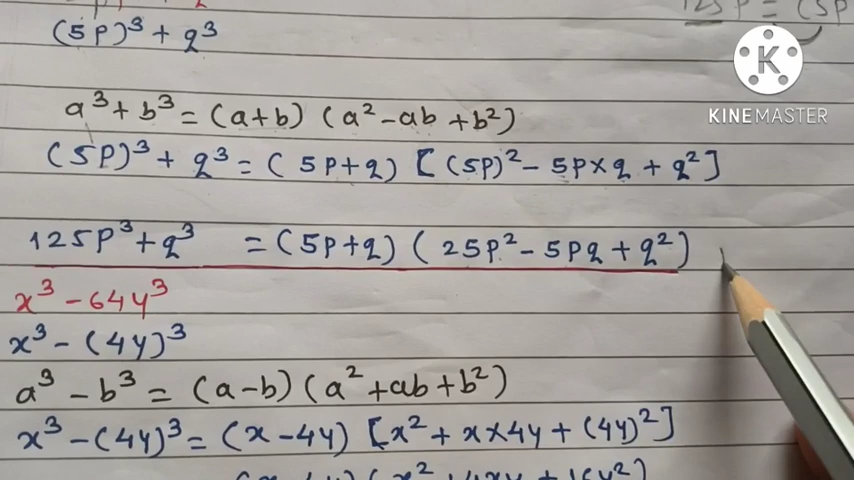 125P = (5P
(5P)³ + q³
K
KINEMASTER
a³ + b³ = (a+b) (a² - ab + b²)
(5P)³ + q³ = (5P+q) [(5P)² - 5P×q + q²]
125P³ + q³ = (5P+q) (25P² - 5Pq + q²)
x³ - 64y³
x³ - (4y)³
a³ - b³ = (a-b) (a² + ab + b²)
x³ - (4y)³ = (x - 4y) [x² + x×4y + (4y)²]